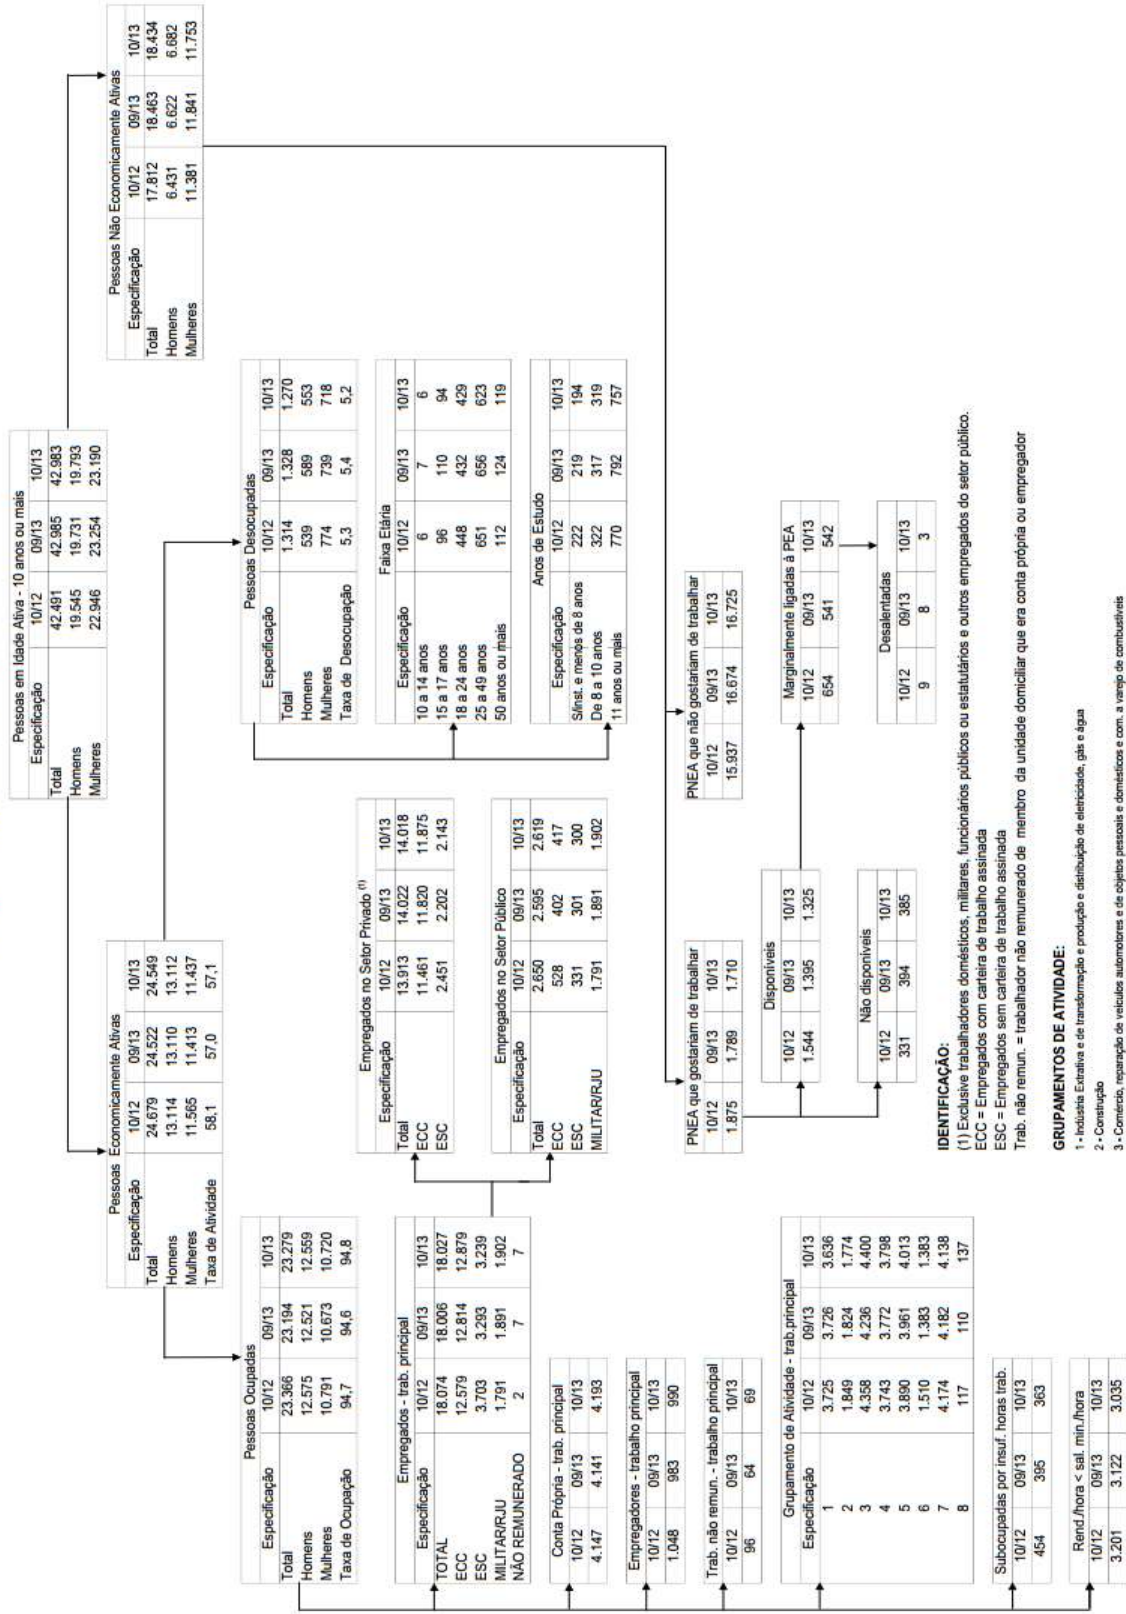 Pessoas em Idade Ativa - 10 anos ou mais
Especificação 10/12 09/13 10/13
Total 42.491 42.985 42.983
Homens 19.545 19.731 19.793
Mulheres 22.946 23.254 23.190
Pessoas Economicamente Ativas
Especificação 10/12 09/13 10/13
Total 24.679 24.522 24.549
Homens 13.114 13.110 13.112
Mulheres 11.565 11.413 11.437
Taxa de Atividade 58,1 57,0 57,1
Pessoas Não Economicamente Ativas
Especificação 10/12 09/13 10/13
Total 17.812 18.463 18.434
Homens 6.431 6.622 6.682
Mulheres 11.381 11.841 11.753
Pessoas Ocupadas
Especificação 10/12 09/13 10/13
Total 23.366 23.194 23.279
Homens 12.575 12.521 12.559
Mulheres 10.791 10.673 10.720
Taxa de Ocupação 94,7 94,6 94,8
Pessoas Desocupadas
Especificação 10/12 09/13 10/13
Total 1.314 1.328 1.270
Homens 539 589 553
Mulheres 774 739 718
Taxa de Desocupação 5,3 5,4 5,2
Faixa Etária
Especificação 10/12 09/13 10/13
10 a 14 anos 6 7 6
15 a 17 anos 96 110 94
18 a 24 anos 448 432 429
25 a 49 anos 651 656 623
50 anos ou mais 112 124 119
Anos de Estudo
Especificação 10/12 09/13 10/13
S/inst. e menos de 8 anos 222 219 194
De 8 a 10 anos 322 317 319
11 anos ou mais 770 792 757
Empregados - trab. principal
Especificação 10/12 09/13 10/13
TOTAL 18.074 18.006 18.027
ECC 12.579 12.814 12.879
ESC 3.703 3.293 3.239
MILITAR/RJU 1.791 1.891 1.902
NÃO REMUNERADO 2 7 7
Empregados no Setor Privado (1)
Especificação 10/12 09/13 10/13
Total 13.913 14.022 14.018
ECC 11.461 11.820 11.875
ESC 2.451 2.202 2.143
Empregados no Setor Público
Especificação 10/12 09/13 10/13
Total 2.650 2.595 2.619
ECC 528 402 417
ESC 331 301 300
MILITAR/RJU 1.791 1.891 1.902
Conta Própria - trab. principal
10/12 09/13 10/13
4.147 4.141 4.193
Empregadores - trabalho principal
10/12 09/13 10/13
1.048 983 990
Trab. não remun. - trabalho principal
10/12 09/13 10/13
96 64 69
Grupamento de Atividade - trab.principal
Especificação 10/12 09/13 10/13
1 3.725 3.726 3.636
2 1.849 1.824 1.774
3 4.358 4.236 4.400
4 3.743 3.772 3.798
5 3.890 3.961 4.013
6 1.510 1.383 1.383
7 4.174 4.182 4.138
8 117 110 137
Subocupadas por insuf. horas trab.
10/12 09/13 10/13
454 395 363
Rend./hora < sal. min./hora
10/12 09/13 10/13
3.201 3.122 3.035
PNEA que gostariam de trabalhar
10/12 09/13 10/13
1.875 1.789 1.710
PNEA que não gostariam de trabalhar
10/12 09/13 10/13
15.937 16.674 16.725
Disponíveis
10/12 09/13 10/13
1.544 1.395 1.325
Não disponíveis
10/12 09/13 10/13
331 394 385
Marginalmente ligadas à PEA
10/12 09/13 10/13
654 541 542
Desalentadas
10/12 09/13 10/13
9 8 3
IDENTIFICAÇÃO:
(1) Exclusive trabalhadores domésticos, militares, funcionários públicos ou estatutários e outros empregados do setor público.
ECC = Empregados com carteira de trabalho assinada
ESC = Empregados sem carteira de trabalho assinada
Trab. não remun. = trabalhador não remunerado de membro da unidade domiciliar que era conta própria ou empregador
GRUPAMENTOS DE ATIVIDADE:
1 - Indústria Extrativa e de transformação e produção e distribuição de eletricidade, gás e água
2 - Construção
3 - Comércio, reparação de veículos automotores e de objetos pessoais e domésticos e com. a varejo de combustíveis